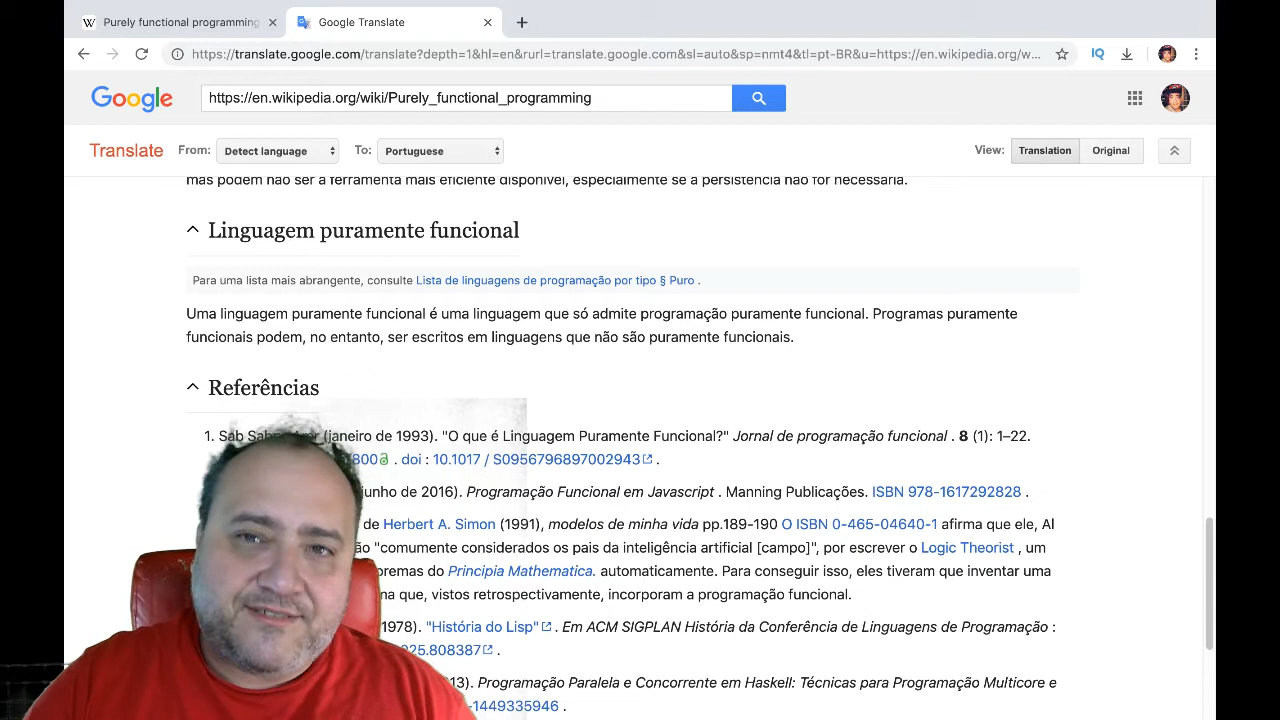 Purely functional programming
Google Translate
https://translate.google.com/translate?depth=1&hl=en&rurl=translate.google.com&sl=auto&sp=nmt4&tl=pt-BR&u=https://en.wikipedia.org/w...
Google
https://en.wikipedia.org/wiki/Purely_functional_programming
Translate From: Detect language To: Portuguese View: Translation Original
mas podem não ser a ferramenta mais eficiente disponível, especialmente se a persistência não for necessária.
Linguagem puramente funcional
Para uma lista mais abrangente, consulte Lista de linguagens de programação por tipo § Puro .
Uma linguagem puramente funcional é uma linguagem que só admite programação puramente funcional. Programas puramente
funcionais podem, no entanto, ser escritos em linguagens que não são puramente funcionais.
Referências
1. Sab (janeiro de 1993). "O que é Linguagem Puramente Funcional?" Jornal de programação funcional . 8 (1): 1–22.
800 . doi : 10.1017 / S0956796897002943 .
junho de 2016). Programação Funcional em Javascript . Manning Publicações. ISBN 978-1617292828 .
de Herbert A. Simon (1991), modelos de minha vida pp.189-190 O ISBN 0-465-04640-1 afirma que ele, Al
"comumente considerados os pais da inteligência artificial [campo]", por escrever o Logic Theorist , um
do Principia Mathematica. automaticamente. Para conseguir isso, eles tiveram que inventar uma
que, vistos retrospectivamente, incorporam a programação funcional.
1978). "História do Lisp" . Em ACM SIGPLAN História da Conferência de Linguagens de Programação :
025.808387 .
13). Programação Paralela e Concorrente em Haskell: Técnicas para Programação Multicore e
-1449335946 .